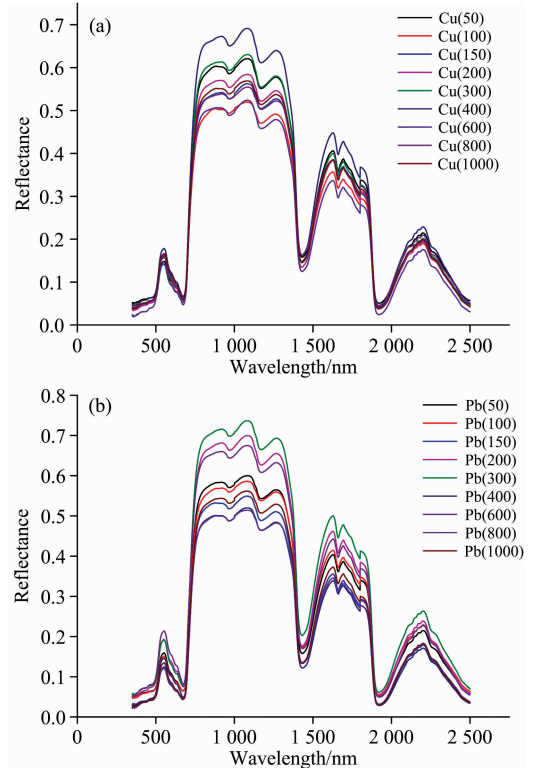 (a)
Cu(50)
Cu(100)
Cu(150)
Cu(200)
Cu(300)
Cu(400)
Cu(600)
Cu(800)
Cu(1000)
Reflectance
0.7
0.6
0.5
0.4
0.3
0.2
0.1
0.0
0 500 1 000 1 500 2 000 2 500
Wavelength/nm
(b)
Pb(50)
Pb(100)
Pb(150)
Pb(200)
Pb(300)
Pb(400)
Pb(600)
Pb(800)
Pb(1000)
Reflectance
0.8
0.7
0.6
0.5
0.4
0.3
0.2
0.1
0.0
0 500 1 000 1 500 2 000 2 500
Wavelength/nm